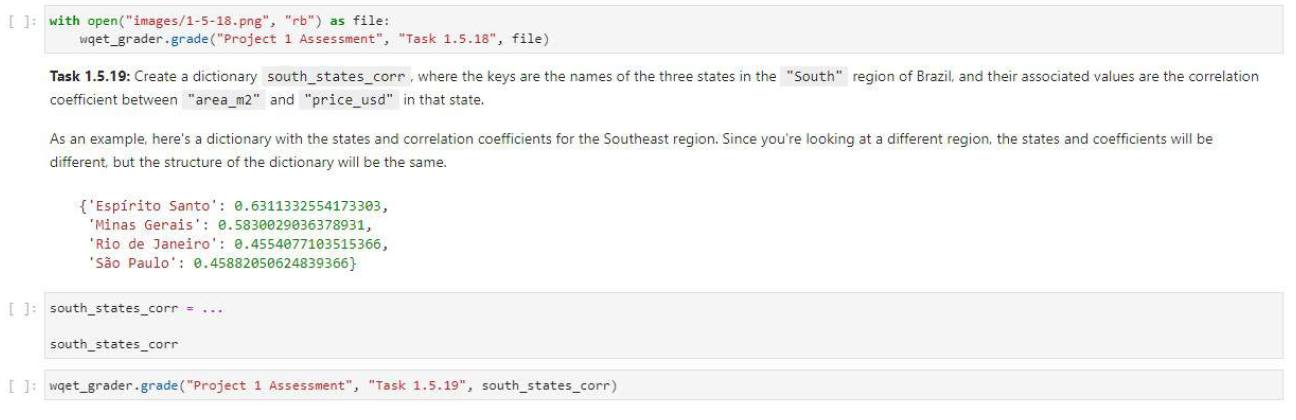 [ ]: with open("images/1-5-18.png", "rb") as file:
wqet_grader.grade("Project 1 Assessment", "Task 1.5.18", file)
Task 1.5.19: Create a dictionary south_states_corr, where the keys are the names of the three states in the "South" region of Brazil, and their associated values are the correlation
coefficient between "area_m2" and "price_usd" in that state.
As an example, here's a dictionary with the states and correlation coefficients for the Southeast region. Since you're looking at a different region, the states and coefficients will be
different, but the structure of the dictionary will be the same.
{'Espírito Santo': 0.6311332554173303,
'Minas Gerais': 0.5830029036378931,
'Rio de Janeiro': 0.4554077103515366,
'São Paulo': 0.45882050624839366}
[ ]: south_states_corr = ...
south_states_corr
[ ]: wqet_grader.grade("Project 1 Assessment", "Task 1.5.19", south_states_corr)